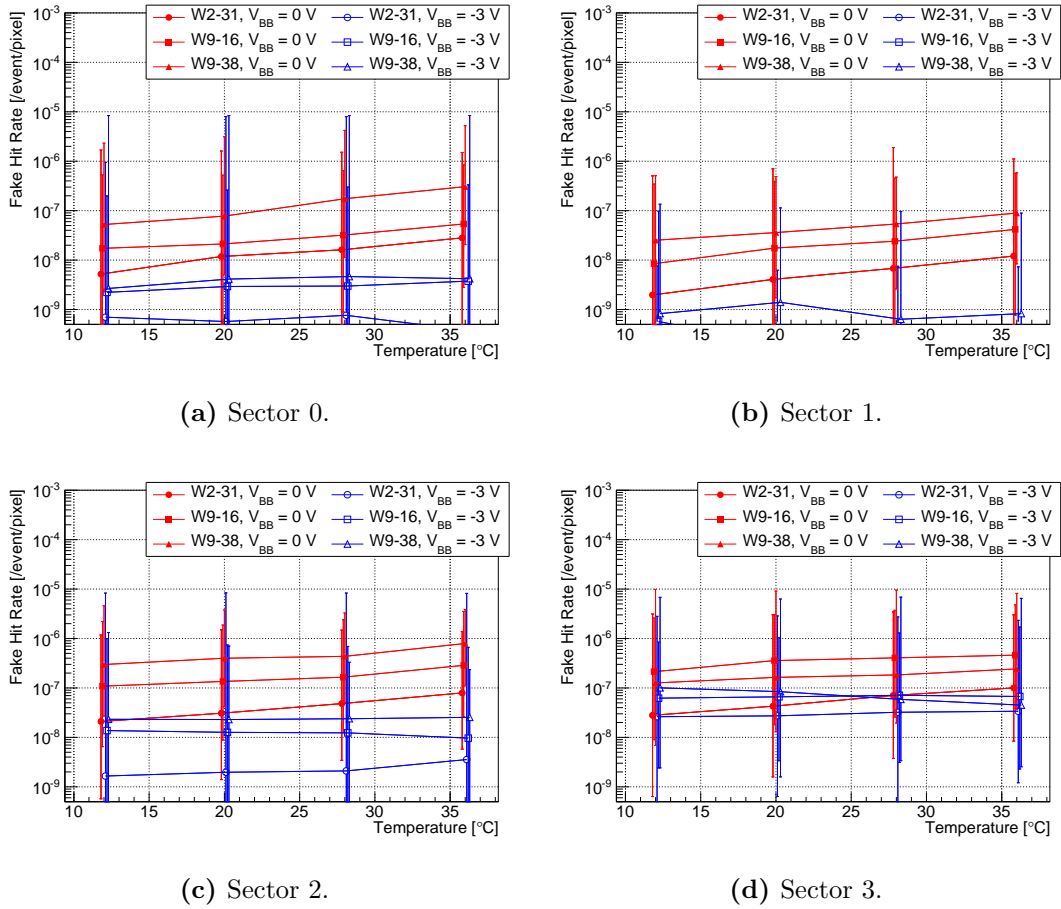 Fake Hit Rate [/event/pixel]
10⁻³
10⁻⁴
10⁻⁵
10⁻⁶
10⁻⁷
10⁻⁸
10⁻⁹
W2-31, V_BB = 0 V W2-31, V_BB = -3 V
W9-16, V_BB = 0 V W9-16, V_BB = -3 V
W9-38, V_BB = 0 V W9-38, V_BB = -3 V
10 15 20 25 30 35
Temperature [°C]
(a) Sector 0.
Fake Hit Rate [/event/pixel]
10⁻³
10⁻⁴
10⁻⁵
10⁻⁶
10⁻⁷
10⁻⁸
10⁻⁹
W2-31, V_BB = 0 V W2-31, V_BB = -3 V
W9-16, V_BB = 0 V W9-16, V_BB = -3 V
W9-38, V_BB = 0 V W9-38, V_BB = -3 V
10 15 20 25 30 35
Temperature [°C]
(b) Sector 1.
Fake Hit Rate [/event/pixel]
10⁻³
10⁻⁴
10⁻⁵
10⁻⁶
10⁻⁷
10⁻⁸
10⁻⁹
W2-31, V_BB = 0 V W2-31, V_BB = -3 V
W9-16, V_BB = 0 V W9-16, V_BB = -3 V
W9-38, V_BB = 0 V W9-38, V_BB = -3 V
10 15 20 25 30 35
Temperature [°C]
(c) Sector 2.
Fake Hit Rate [/event/pixel]
10⁻³
10⁻⁴
10⁻⁵
10⁻⁶
10⁻⁷
10⁻⁸
10⁻⁹
W2-31, V_BB = 0 V W2-31, V_BB = -3 V
W9-16, V_BB = 0 V W9-16, V_BB = -3 V
W9-38, V_BB = 0 V W9-38, V_BB = -3 V
10 15 20 25 30 35
Temperature [°C]
(d) Sector 3.